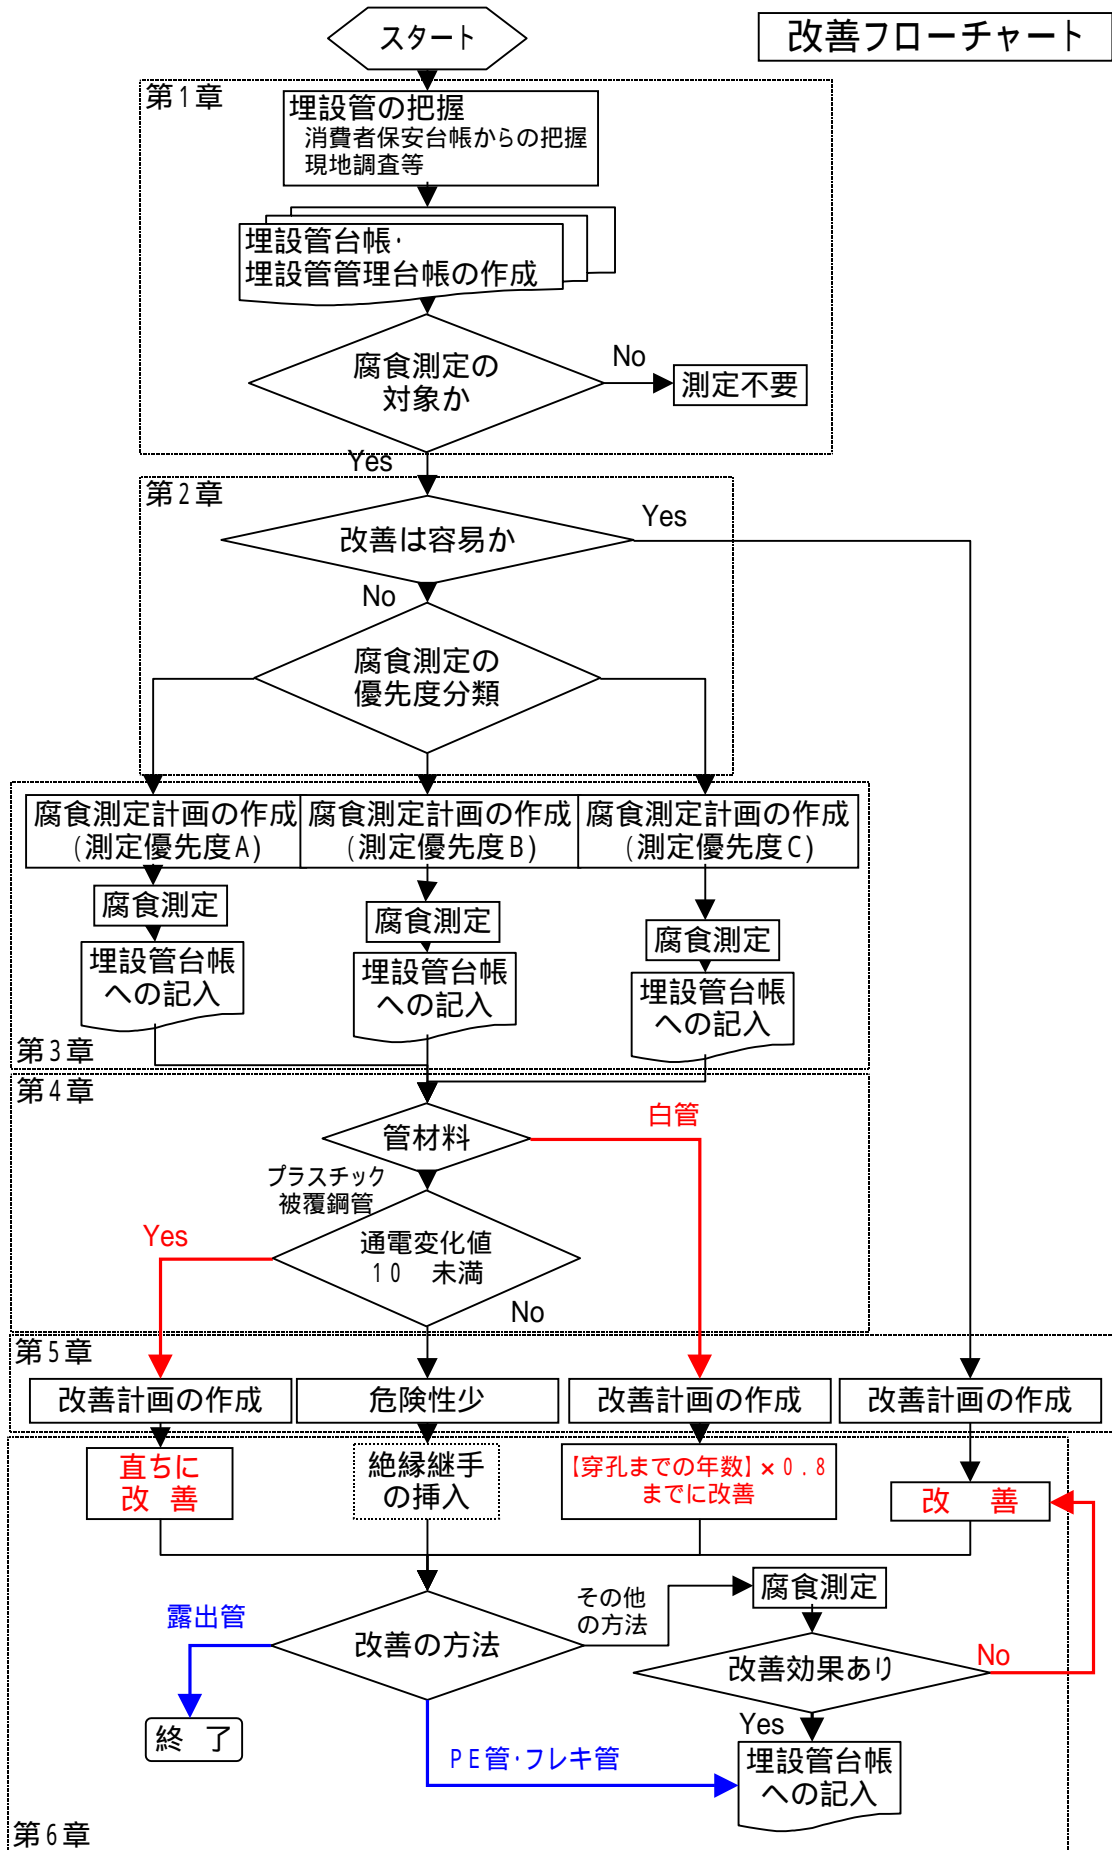 改善フローチャート
スタート
第1章
埋設管の把握
消費者保安台帳からの把握
現地調査等
埋設管台帳・
埋設管管理台帳の作成
腐食測定の
対象か
No
測定不要
Yes
第2章
改善は容易か
Yes
No
腐食測定の
優先度分類
腐食測定計画の作成
(測定優先度A)
腐食測定計画の作成
(測定優先度B)
腐食測定計画の作成
(測定優先度C)
腐食測定
腐食測定
腐食測定
埋設管台帳
への記入
埋設管台帳
への記入
埋設管台帳
への記入
第3章
第4章
管材料
白管
プラスチック
被覆鋼管
通電変化値
10 未満
Yes
No
第5章
改善計画の作成
危険性少
改善計画の作成
改善計画の作成
直ちに
改 善
絶縁継手
の挿入
【穿孔までの年数】×0.8
までに改善
改 善
改善の方法
露出管
その他
の方法
腐食測定
改善効果あり
No
Yes
終 了
PE管・フレキ管
埋設管台帳
への記入
第6章